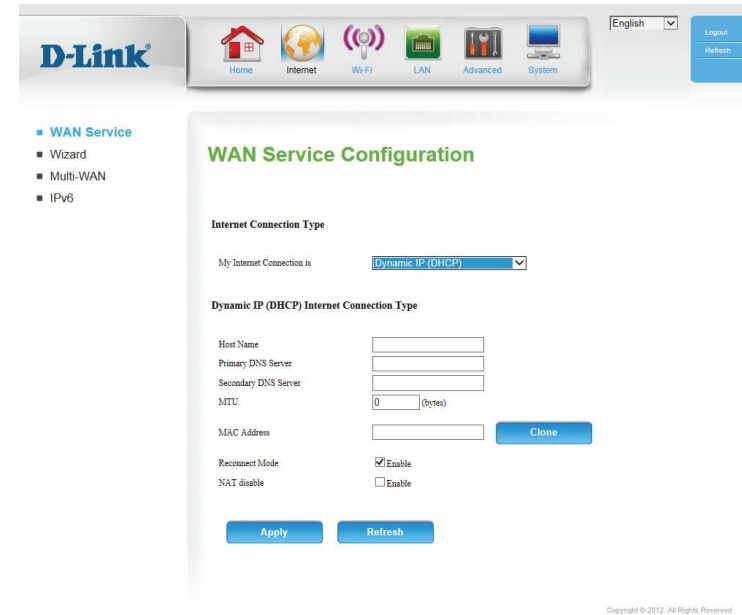 English
Logout
Refresh
D-Link®
Home Internet Wi-Fi LAN Advanced System
WAN Service
Wizard
Multi-WAN
IPv6
WAN Service Configuration
Internet Connection Type
My Internet Connection is Dynamic IP (DHCP)
Dynamic IP (DHCP) Internet Connection Type
Host Name
Primary DNS Server
Secondary DNS Server
MTU 0 (bytes)
MAC Address Clone
Reconnect Mode Enable
NAT disable Enable
Apply Refresh
Copyright © 2012 All Rights Reserved